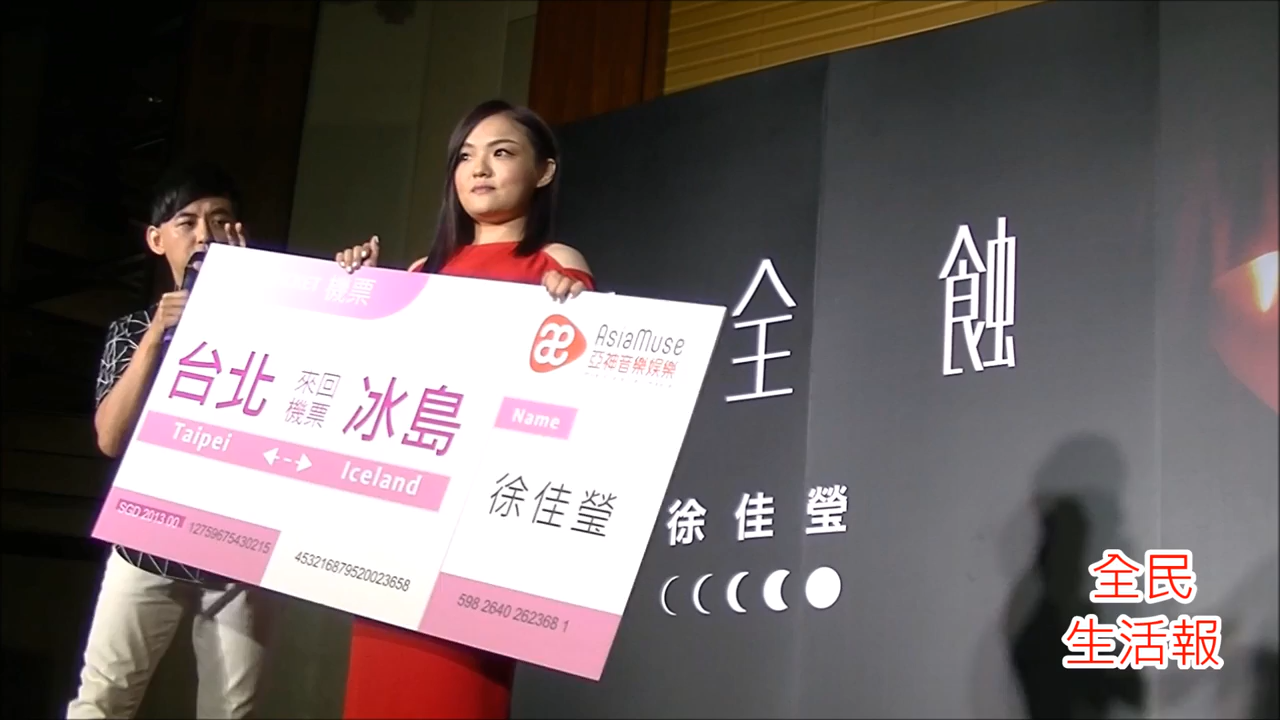 機票
æ AsiaMuse
亞神音樂娛樂
台北 來回機票 冰島
Taipei Iceland
Name
徐佳瑩
SGD 2013.00 12759675430215
453216879520023658
598 2640 262368 1
全蝕
徐佳瑩
全民
生活報